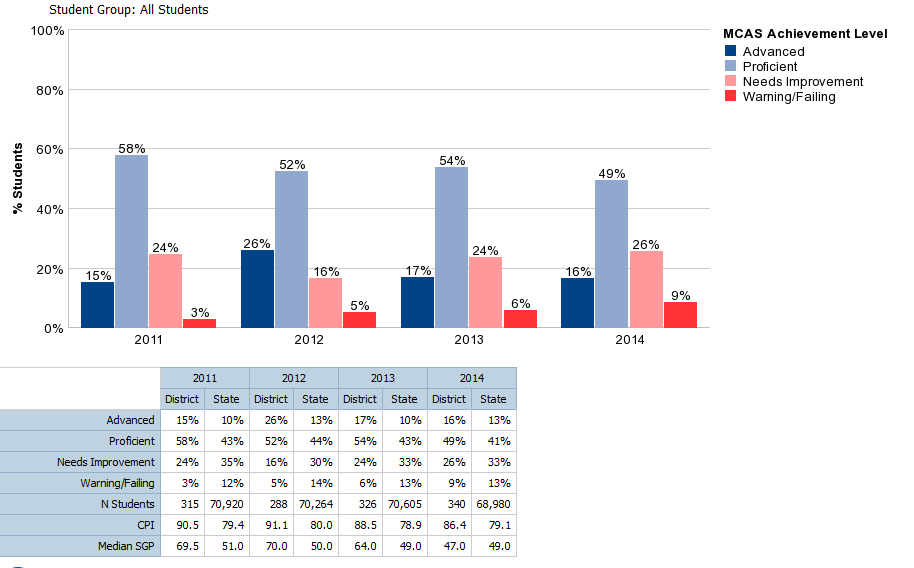 Student Group: All Students
MCAS Achievement Level
Advanced
Proficient
Needs Improvement
Warning/Failing
% Students
100%
80%
60%
40%
20%
0%
15% 58% 24% 3%
26% 52% 16% 5%
17% 54% 24% 6%
16% 49% 26% 9%
2011 2012 2013 2014
2011 2012 2013 2014
District State District State District State District State
Advanced 15% 10% 26% 13% 17% 10% 16% 13%
Proficient 58% 43% 52% 44% 54% 43% 49% 41%
Needs Improvement 24% 35% 16% 30% 24% 33% 26% 33%
Warning/Failing 3% 12% 5% 14% 6% 13% 9% 13%
N Students 315 70,920 288 70,264 326 70,605 340 68,980
CPI 90.5 79.4 91.1 80.0 88.5 78.9 86.4 79.1
Median SGP 69.5 51.0 70.0 50.0 64.0 49.0 47.0 49.0